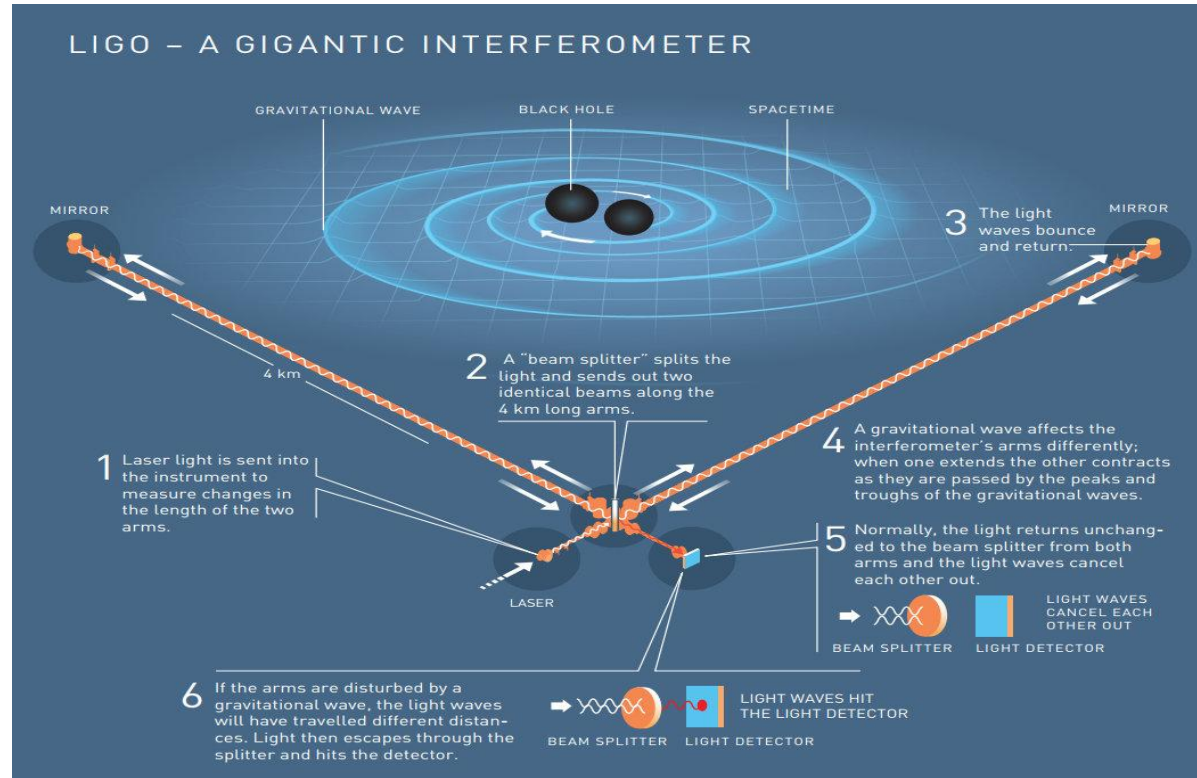 LIGO – A GIGANTIC INTERFEROMETER
GRAVITATIONAL WAVE
BLACK HOLE
SPACETIME
MIRROR
3 The light
waves bounce
and return.
MIRROR
4 km
2 A “beam splitter” splits the
light and sends out two
identical beams along the
4 km long arms.
1 Laser light is sent into
the instrument to
measure changes in
the length of the two
arms.
4 A gravitational wave affects the
interferometer’s arms differently;
when one extends the other contracts
as they are passed by the peaks and
troughs of the gravitational waves.
LASER
5 Normally, the light returns unchang-
ed to the beam splitter from both
arms and the light waves cancel
each other out.
LIGHT WAVES
CANCEL EACH
OTHER OUT
BEAM SPLITTER
LIGHT DETECTOR
6 If the arms are disturbed by a
gravitational wave, the light waves
will have travelled different distan-
ces. Light then escapes through the
splitter and hits the detector.
LIGHT WAVES HIT
THE LIGHT DETECTOR
BEAM SPLITTER
LIGHT DETECTOR